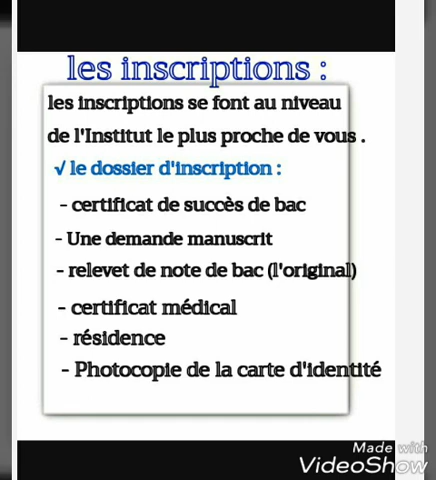 les inscriptions :
les inscriptions se font au niveau
de l'Institut le plus proche de vous .
√ le dossier d'inscription :
- certificat de succès de bac
- Une demande manuscrit
- relevet de note de bac (l'original)
- certificat médical
- résidence
- Photocopie de la carte d'identité
Made with
VideoShow